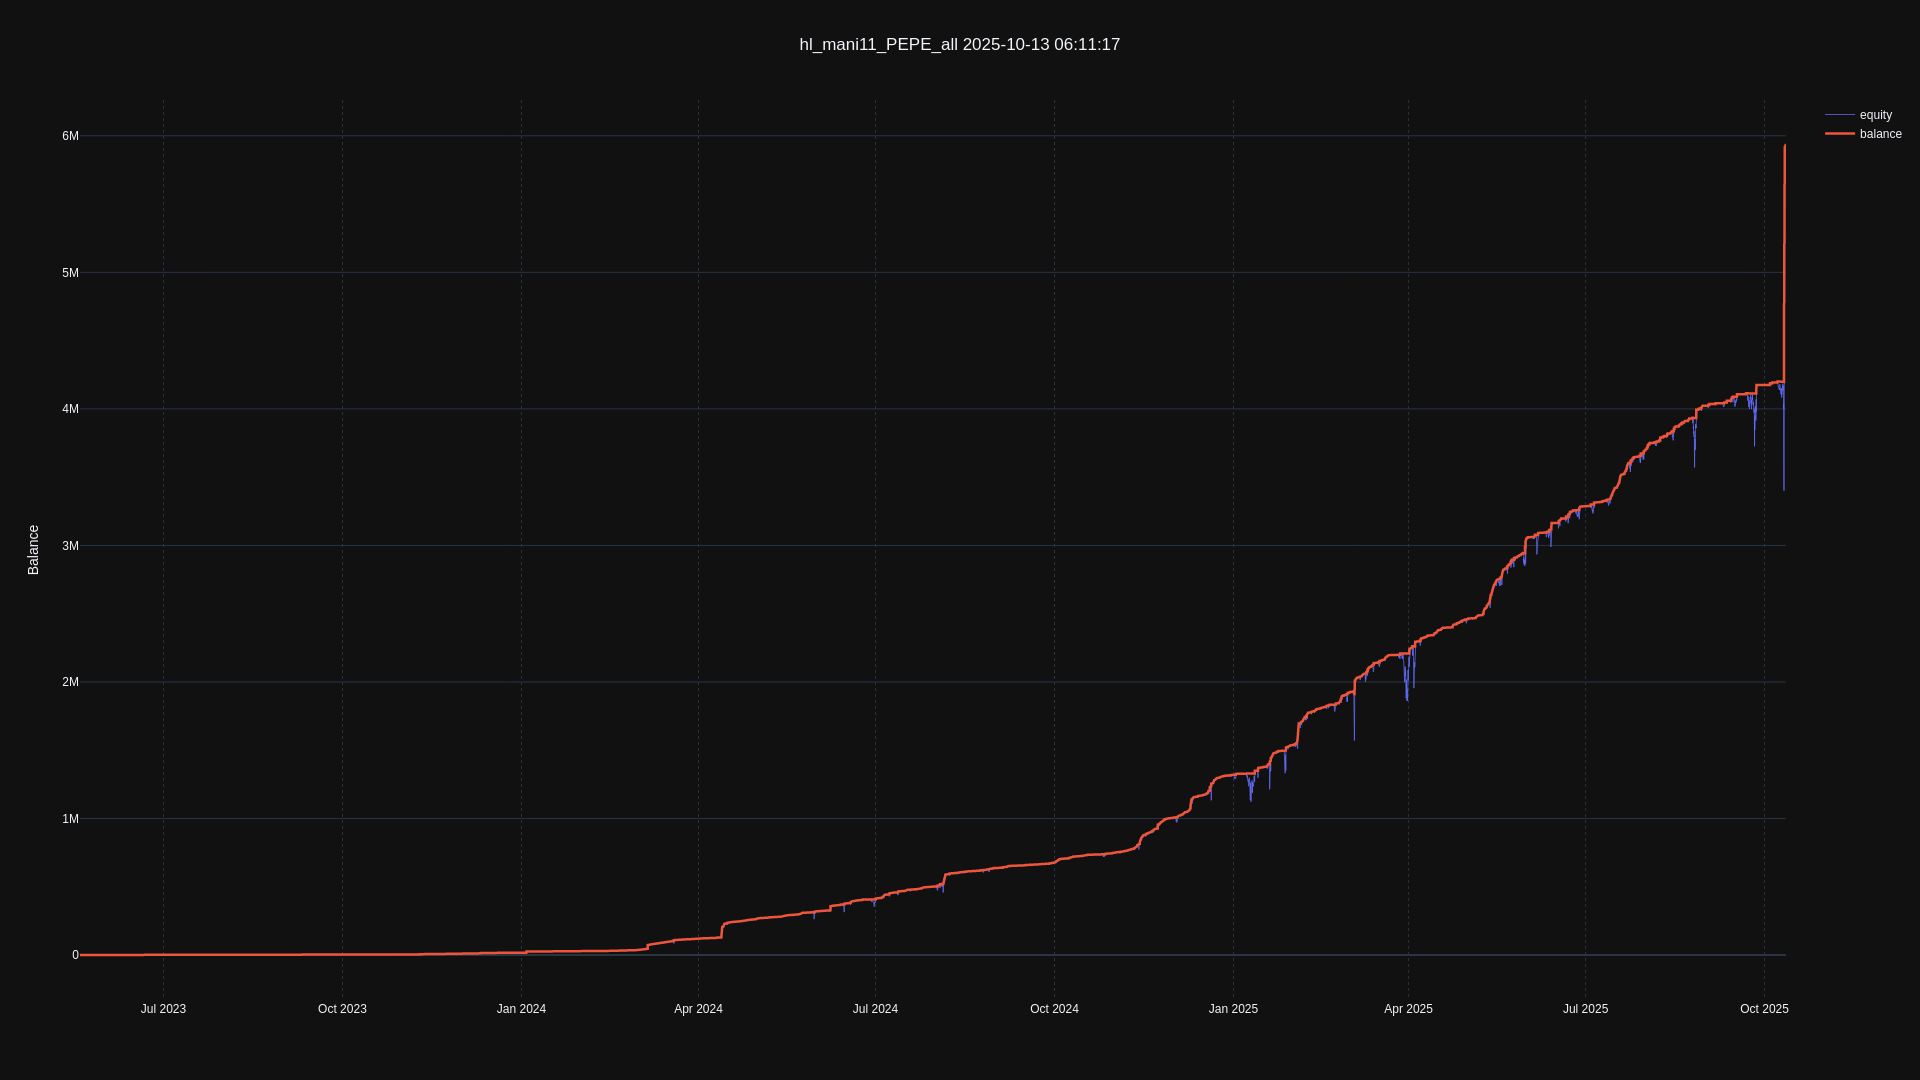 hl_mani11_PEPE_all 2025-10-13 06:11:17
equity
balance
6M
5M
4M
3M
2M
1M
0
Balance
Jul 2023
Oct 2023
Jan 2024
Apr 2024
Jul 2024
Oct 2024
Jan 2025
Apr 2025
Jul 2025
Oct 2025